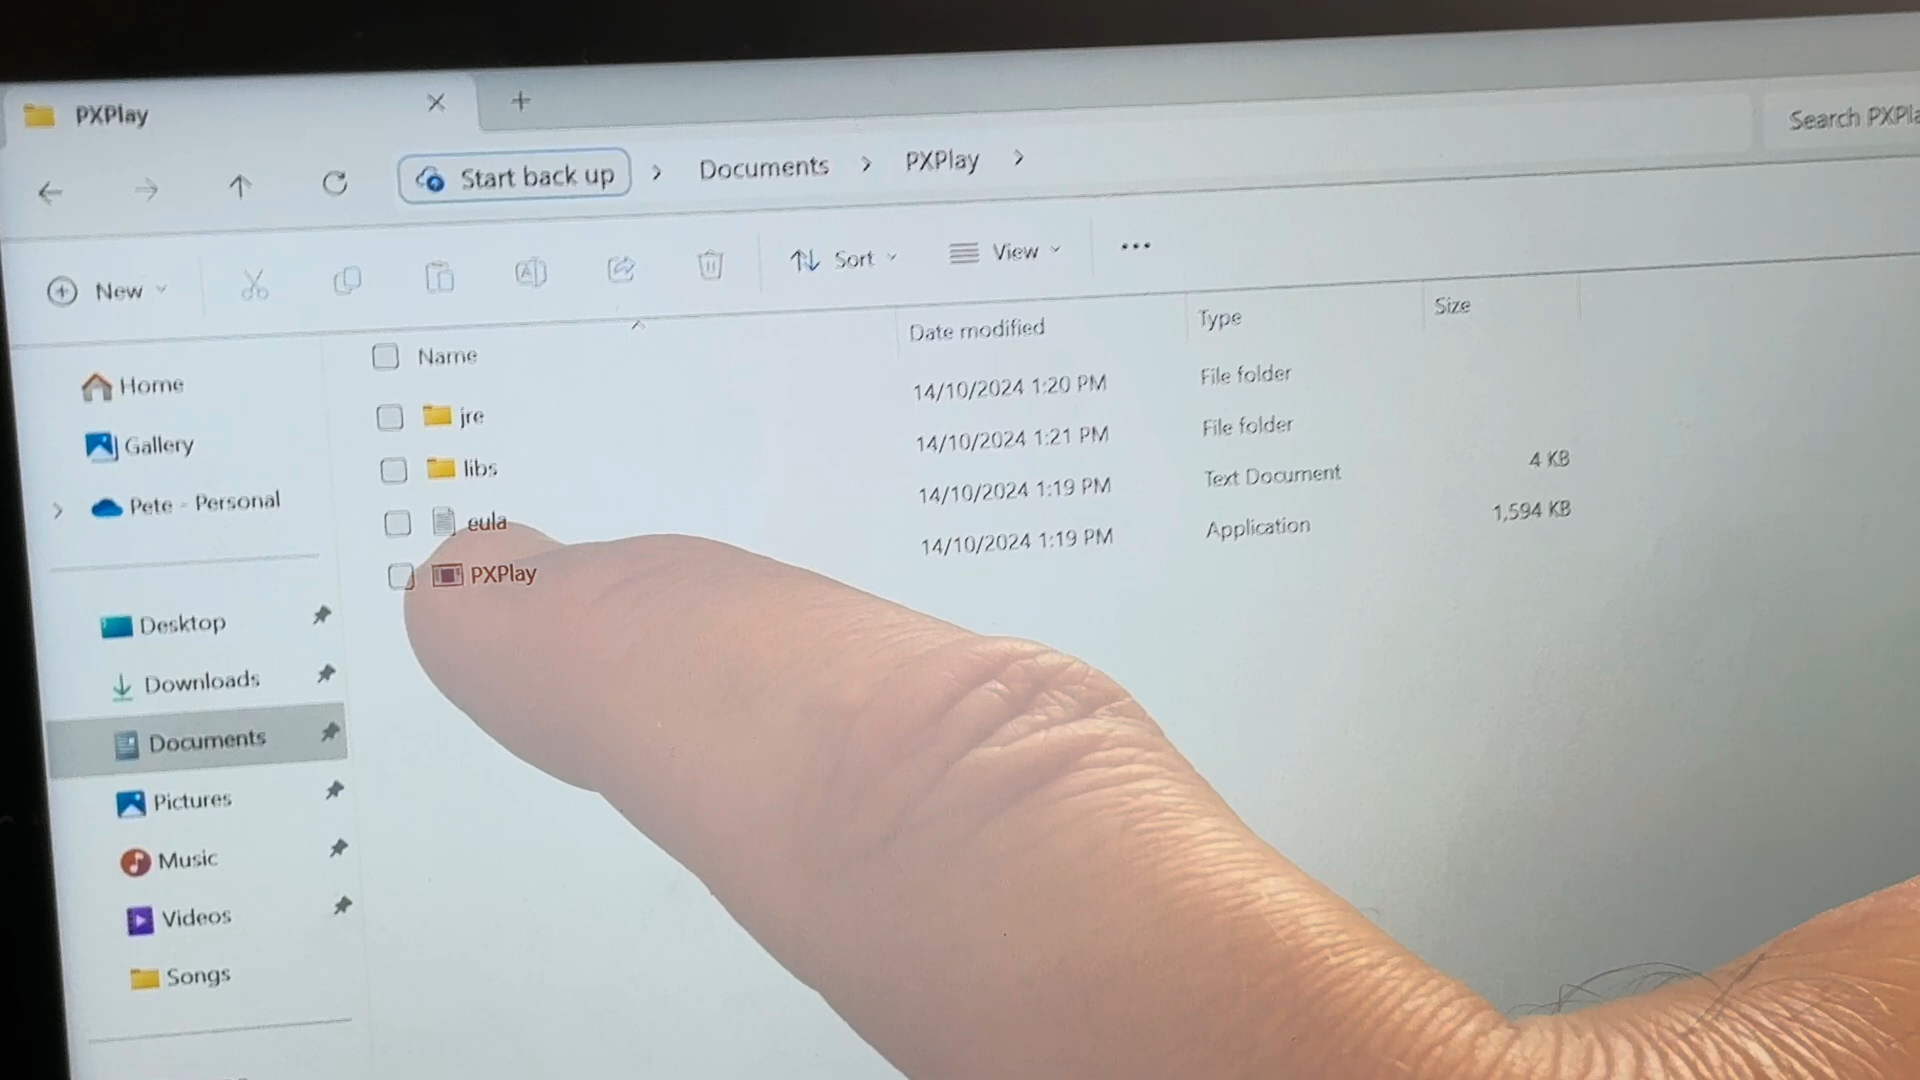 PXPlay
Start back up > Documents > PXPlay >
Search PXPla
New
Sort
View
Name
Date modified
Type
Size
jre
14/10/2024 1:20 PM
File folder
libs
14/10/2024 1:21 PM
File folder
eula
14/10/2024 1:19 PM
Text Document
4 KB
PXPlay
14/10/2024 1:19 PM
Application
1,594 KB
Home
Gallery
Pete - Personal
Desktop
Downloads
Documents
Pictures
Music
Videos
Songs